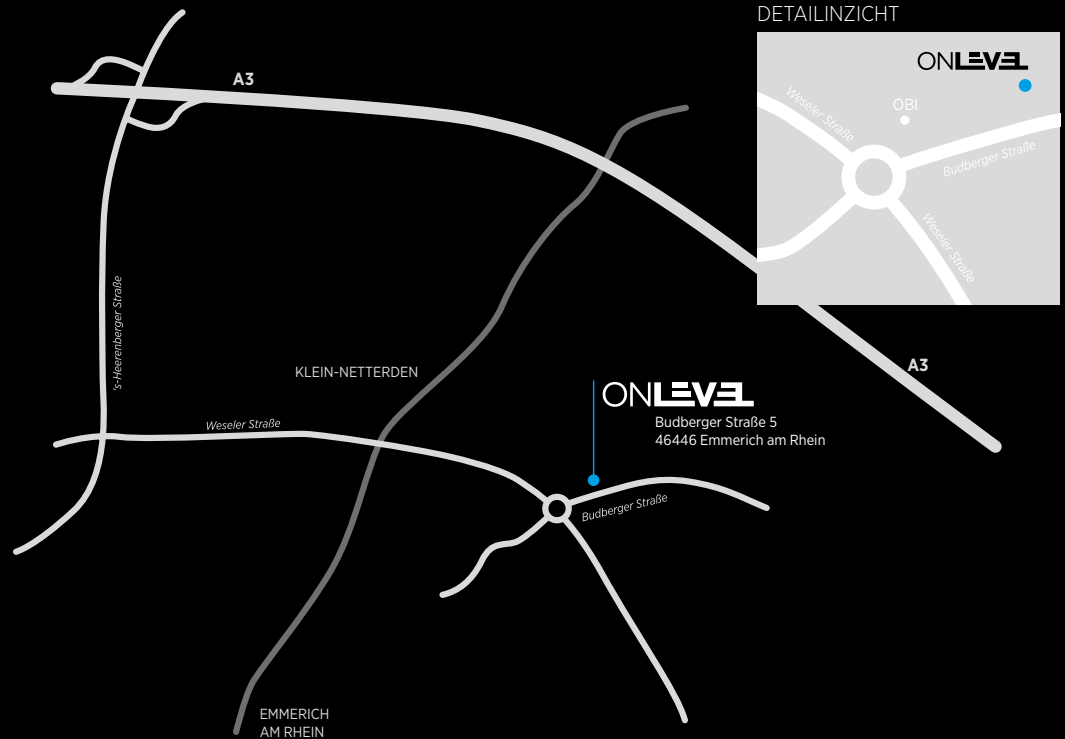 DETAILINZICHT
ONLEVEL
OBI
Weseler Straße
Budberger Straße
Weseler Straße
A3
's-Heerenberger Straße
KLEIN-NETTERDEN
A3
ONLEVEL
Budberger Straße 5
46446 Emmerich am Rhein
Weseler Straße
Budberger Straße
EMMERICH
AM RHEIN